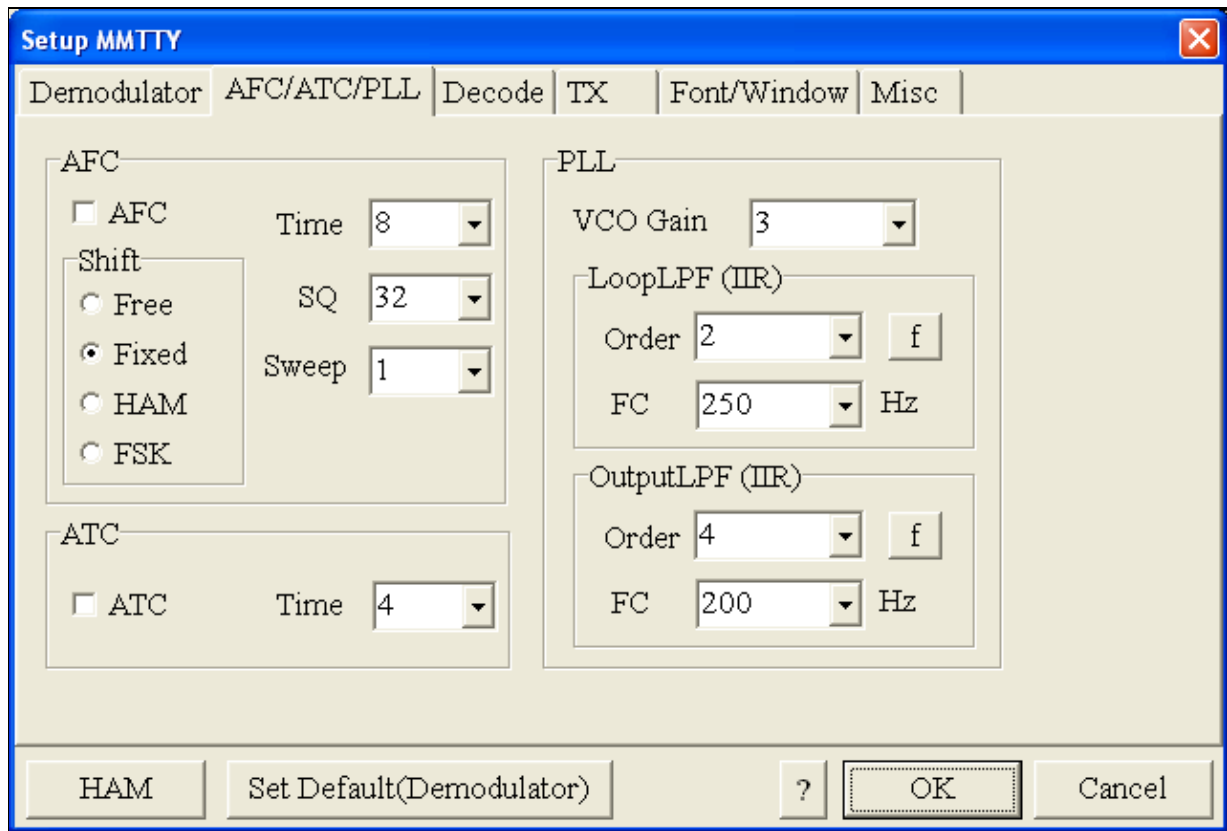 Setup MMTTY
Demodulator AFC/ATC/PLL Decode TX Font/Window Misc
AFC
AFC
Time 8
Shift
Free
Fixed
HAM
FSK
SQ 32
Sweep 1
ATC
ATC
Time 4
PLL
VCO Gain 3
LoopLPF (IIR)
Order 2 f
FC 250 Hz
OutputLPF (IIR)
Order 4 f
FC 200 Hz
HAM Set Default(Demodulator) ? OK Cancel